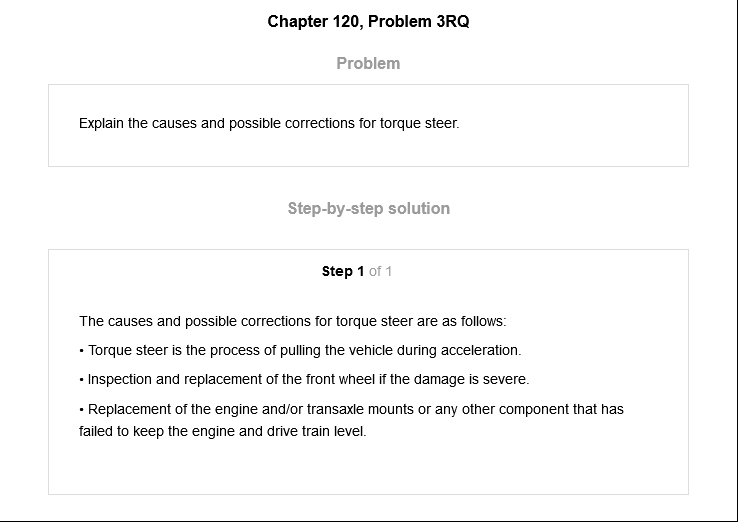 Chapter 120, Problem 3RQ
Problem
Explain the causes and possible corrections for torque steer.
Step-by-step solution
Step 1 of 1
The causes and possible corrections for torque steer are as follows:
• Torque steer is the process of pulling the vehicle during acceleration.
• Inspection and replacement of the front wheel if the damage is severe.
• Replacement of the engine and/or transaxle mounts or any other component that has
failed to keep the engine and drive train level.